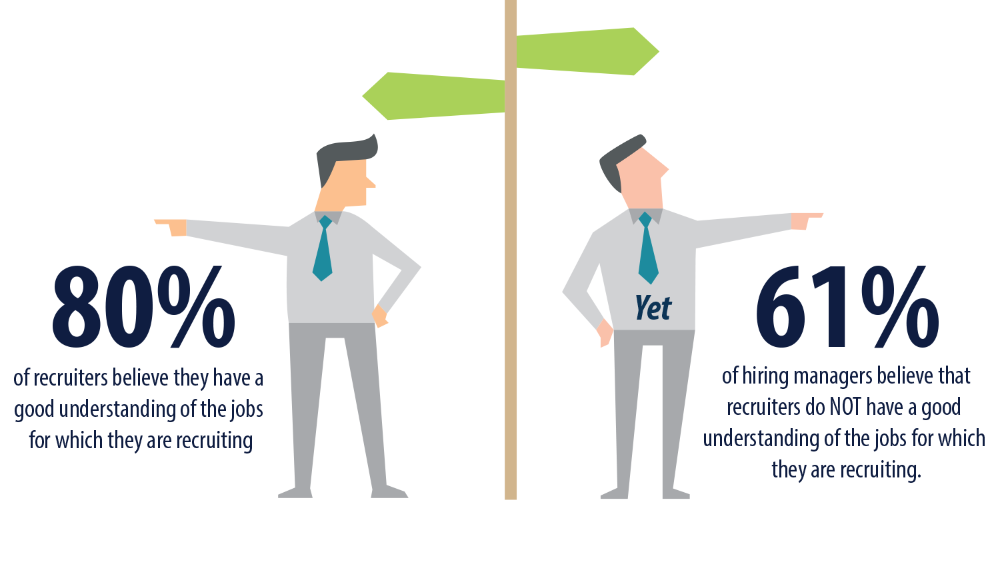 80%
of recruiters believe they have a
good understanding of the jobs
for which they are recruiting
Yet
61%
of hiring managers believe that
recruiters do NOT have a good
understanding of the jobs for which
they are recruiting.